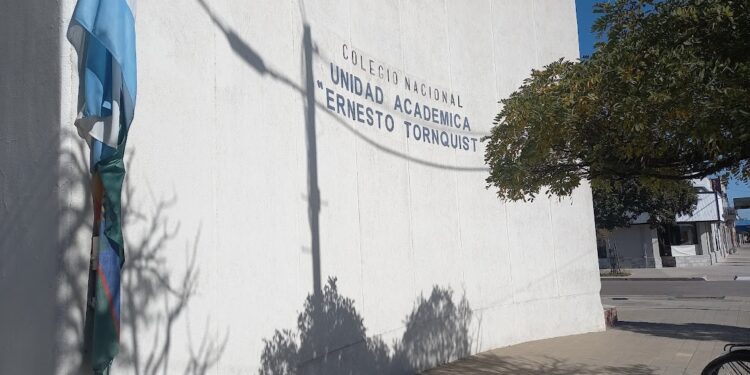 COLEGIO NACIONAL
UNIDAD ACADEMICA
"ERNESTO TORNQUIST"